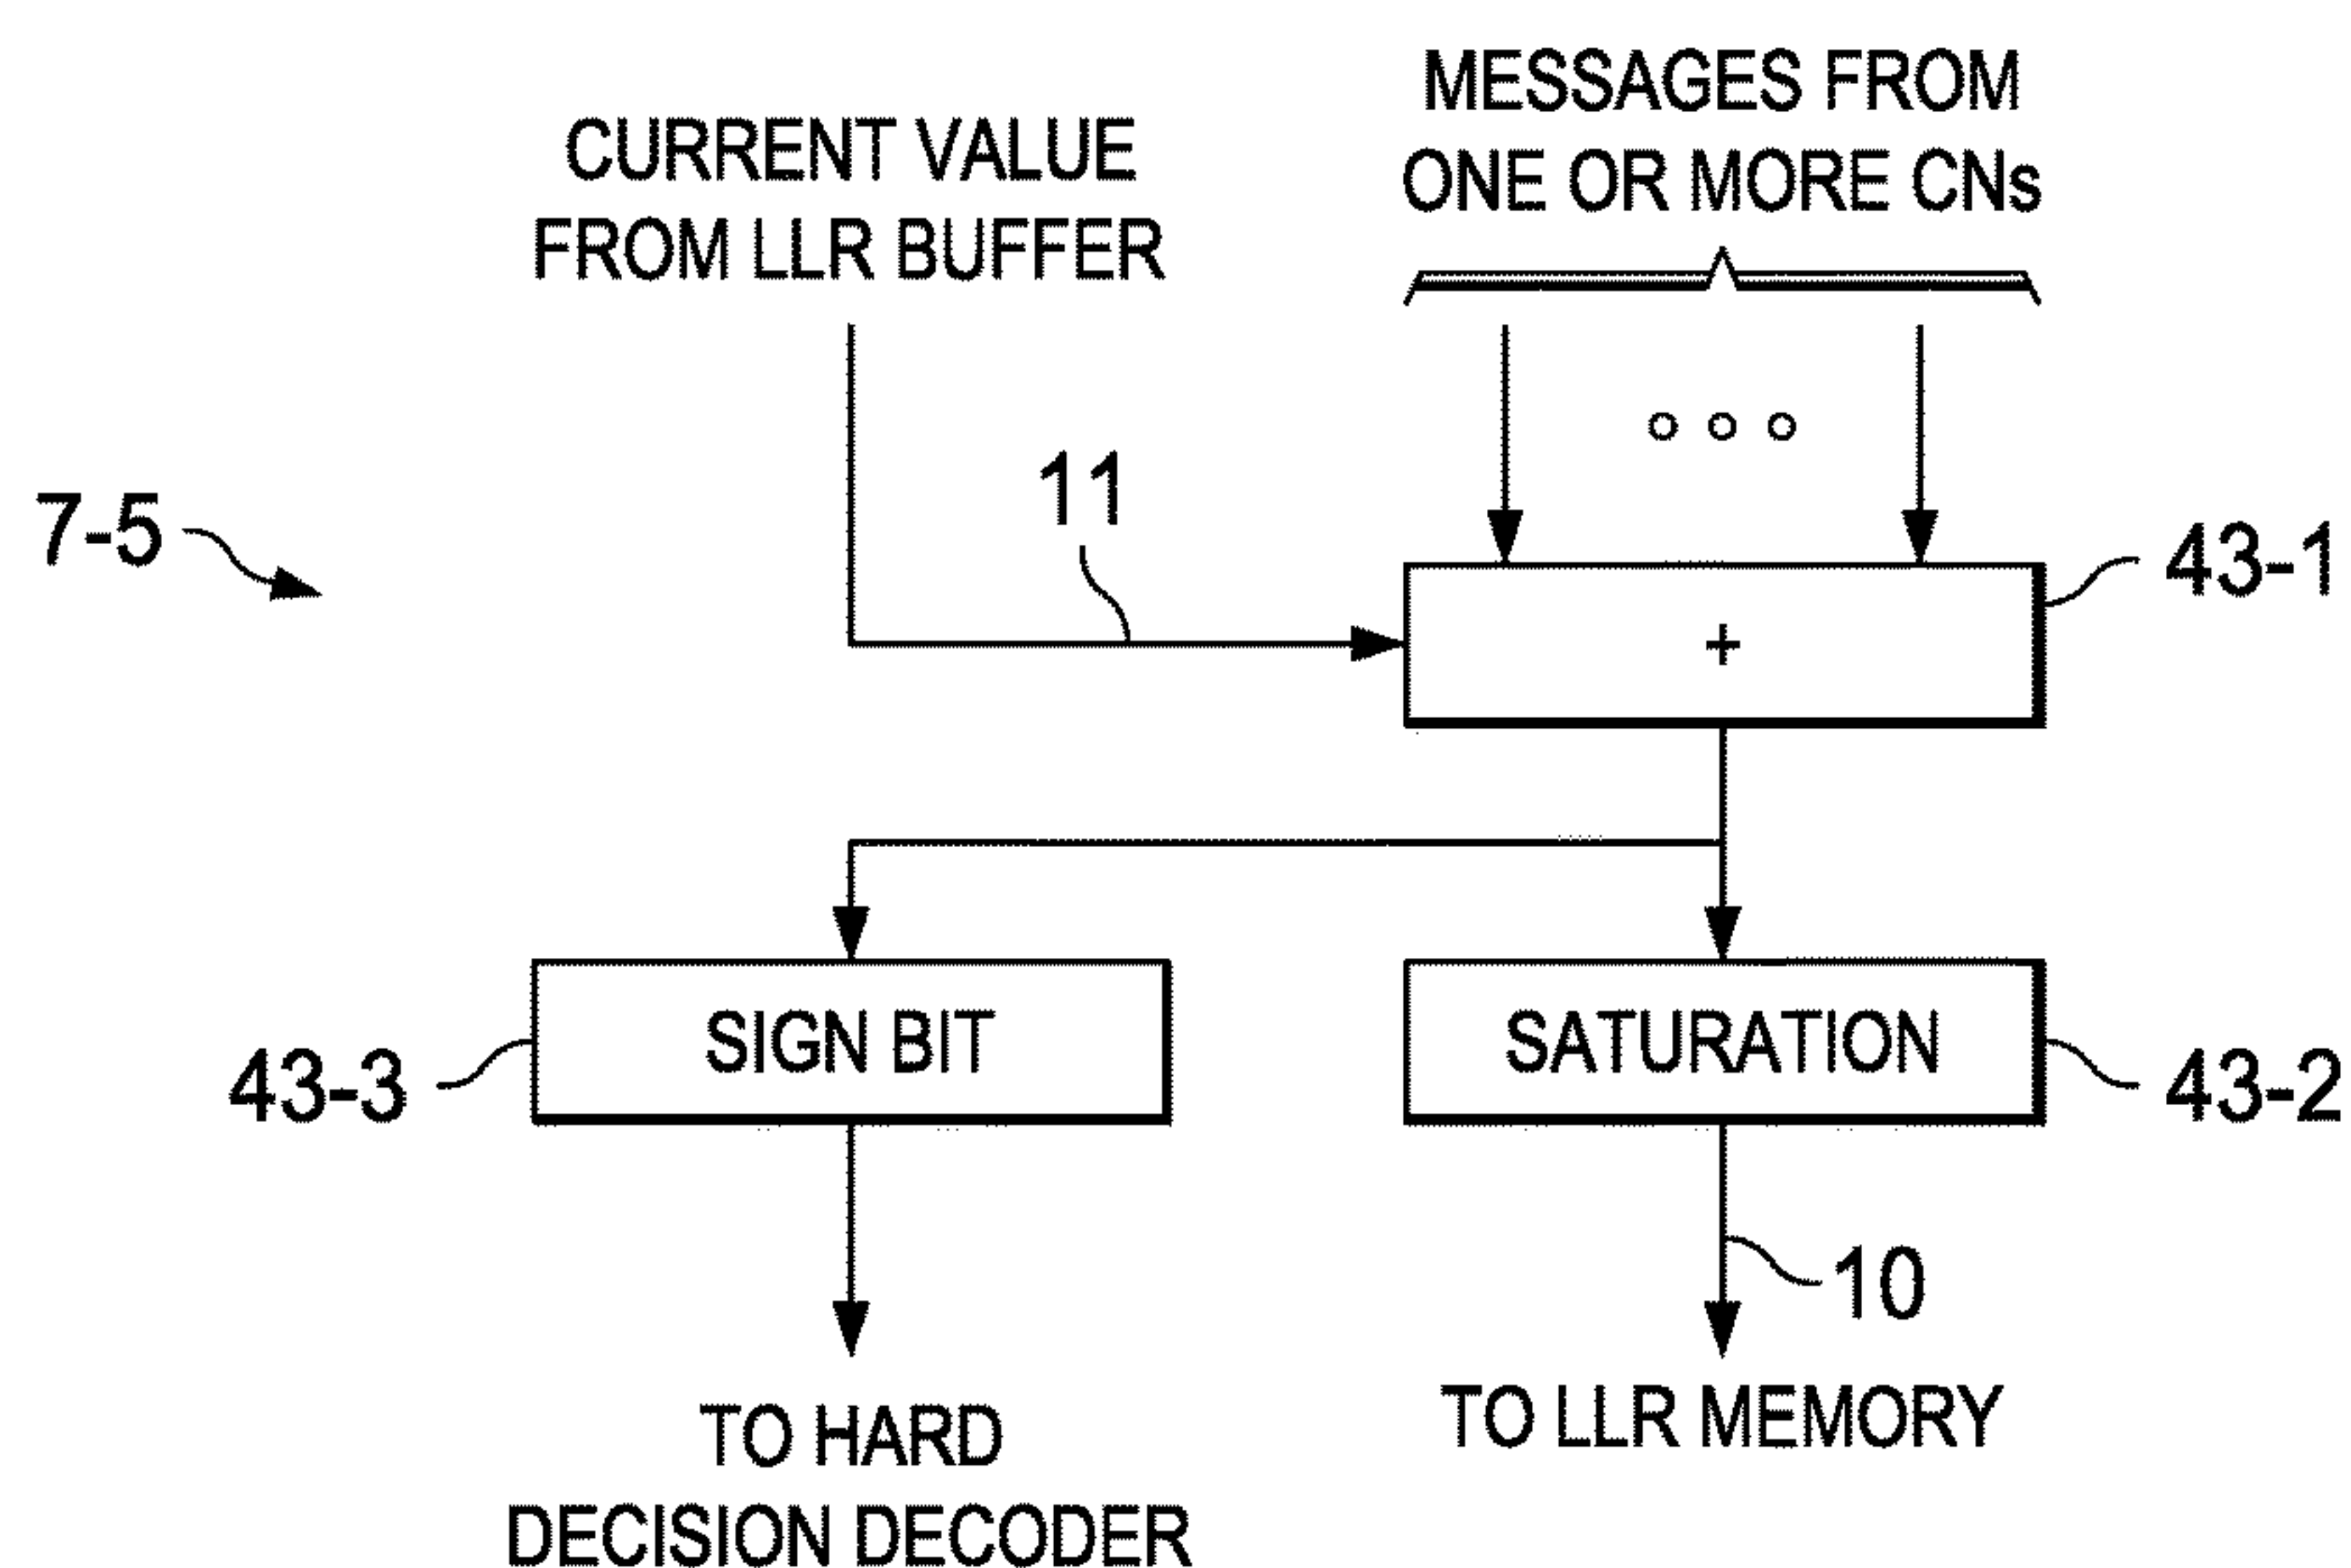 MESSAGES FROM
ONE OR MORE CNs
CURRENT VALUE
FROM LLR BUFFER
11
7-5
43-1
+
SIGN BIT
SATURATION
43-3
43-2
10
TO LLR MEMORY
TO HARD
DECISION DECODER